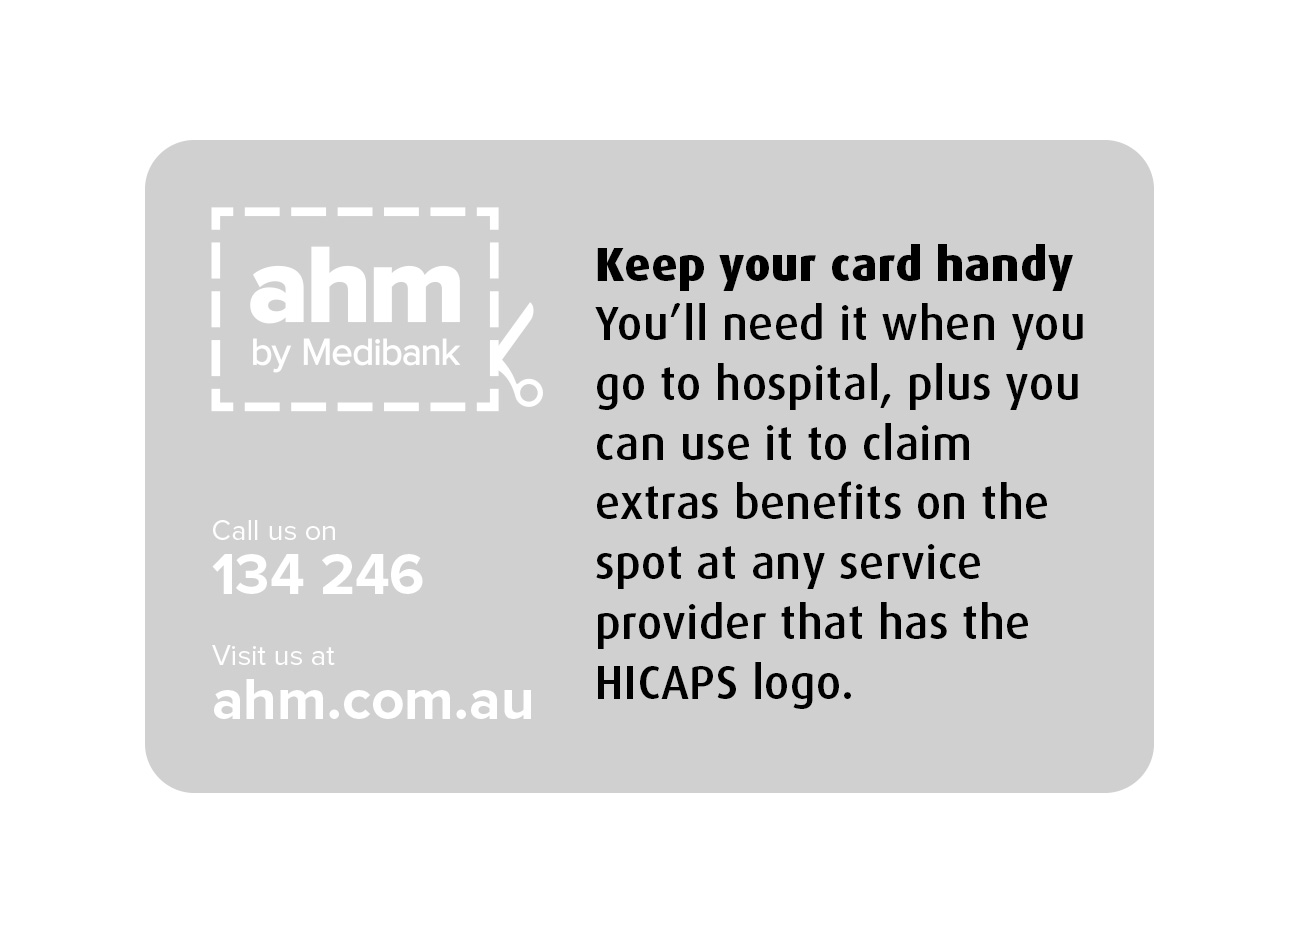 ahm
by Medibank
Call us on
134 246
Visit us at
ahm.com.au
Keep your card handy
You’ll need it when you
go to hospital, plus you
can use it to claim
extras benefits on the
spot at any service
provider that has the
HICAPS logo.